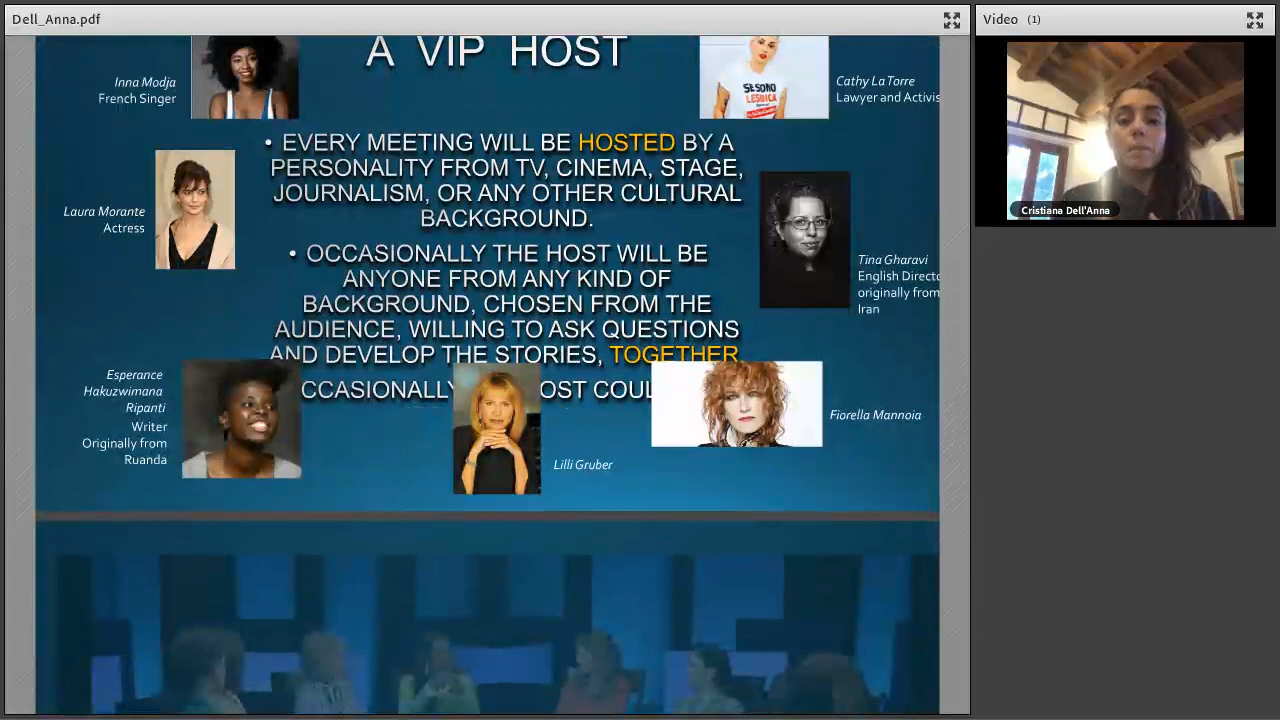 Dell_Anna.pdf
Video (1)
A VIP HOST
Inna Modja
French Singer
SE SONO
LESBICA
Cathy La Torre
Lawyer and Activis
• EVERY MEETING WILL BE HOSTED BY A
PERSONALITY FROM TV, CINEMA, STAGE,
JOURNALISM, OR ANY OTHER CULTURAL
BACKGROUND.
Laura Morante
Actress
• OCCASIONALLY THE HOST WILL BE
ANYONE FROM ANY KIND OF
BACKGROUND, CHOSEN FROM THE
AUDIENCE, WILLING TO ASK QUESTIONS
AND DEVELOP THE STORIES, TOGETHER
CCASIONALLY OST COUL
Tina Gharavi
English Directo
originally from
Iran
Esperance
Hakuzwimana
Ripanti
Writer
Originally from
Ruanda
Lilli Gruber
Fiorella Mannoia
Cristiana Dell'Anna